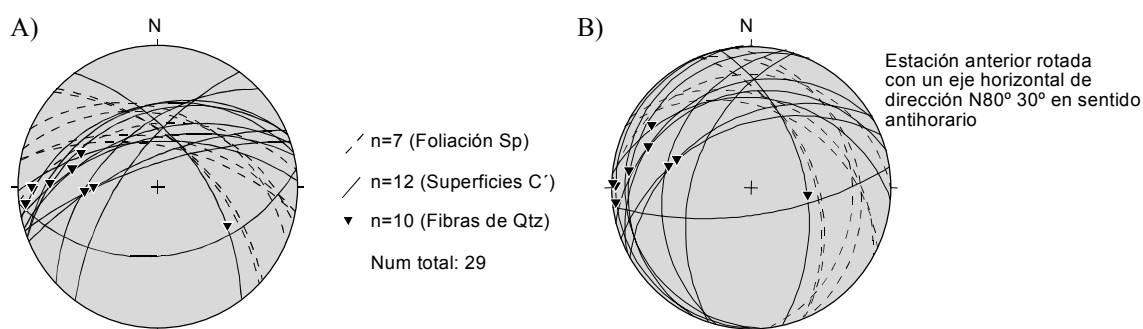 A)
N
n=7 (Foliación Sp)
n=12 (Superficies C´)
n=10 (Fibras de Qtz)
Num total: 29
B)
N
Estación anterior rotada
con un eje horizontal de
dirección N80º 30º en sentido
antihorario